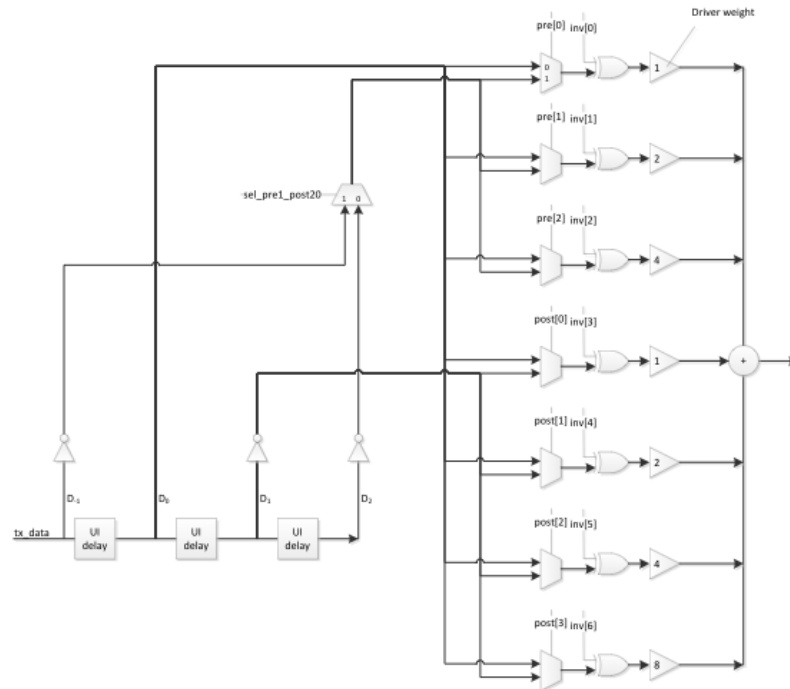 pre[0] inv[0] Driver weight
0
1
1
pre[1] inv[1]
2
sel_pre1_post20
1 0
pre[2] inv[2]
4
post[0] inv[3]
1
+
post[1] inv[4]
2
D-1 D0 D1 D2
tx_data
UI
delay
UI
delay
UI
delay
post[2] inv[5]
4
post[3] inv[6]
8